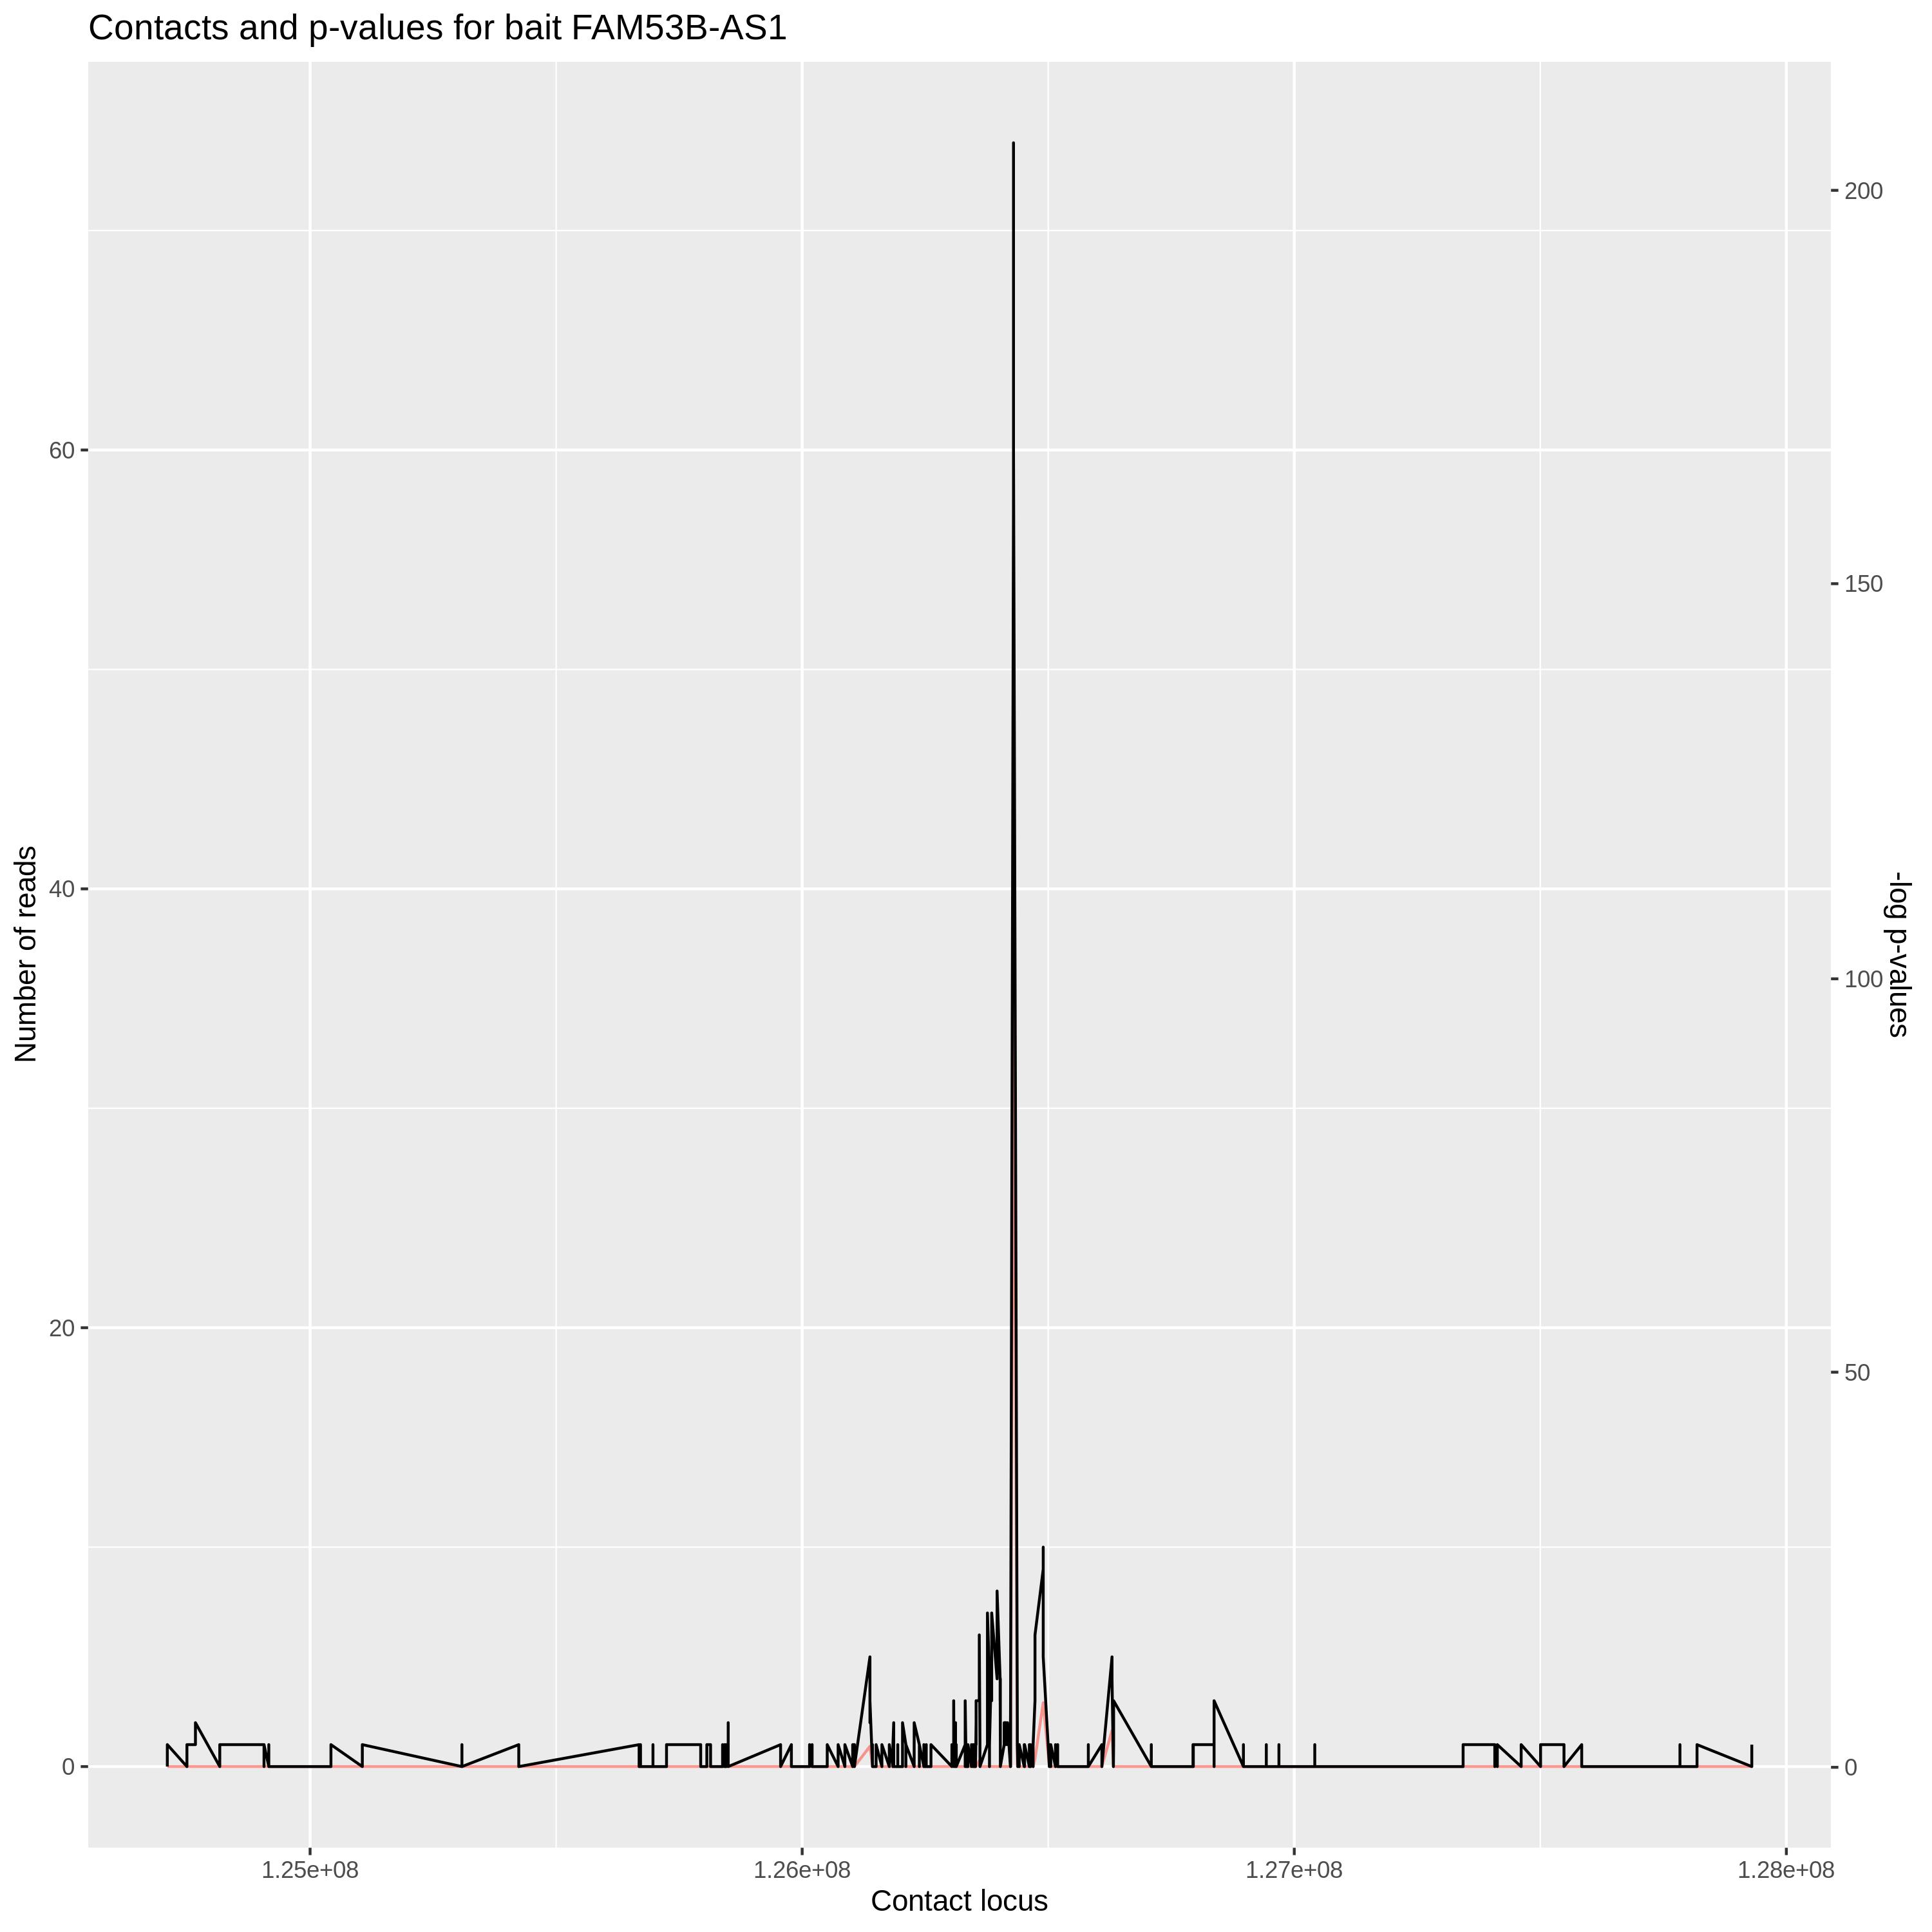 Contacts and p-values for bait FAM53B-AS1
200
60
150
Number of reads
40
-log p-values
100
20
50
0
0
1.25e+08
1.26e+08
1.27e+08
1.28e+08
Contact locus